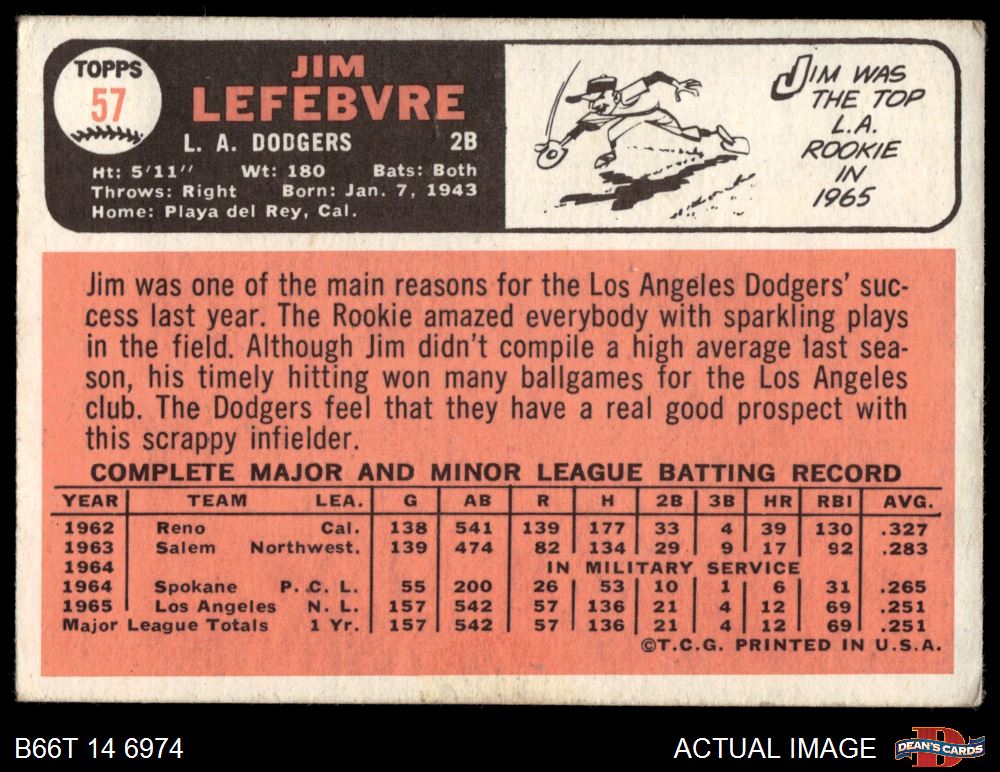 TOPPS
57
JIM
LEFEBVRE
L. A. DODGERS 2B
Ht: 5'11" Wt: 180 Bats: Both
Throws: Right Born: Jan. 7, 1943
Home: Playa del Rey, Cal.
JIM WAS
THE TOP
L.A.
ROOKIE
IN
1965
Jim was one of the main reasons for the Los Angeles Dodgers' suc-
cess last year. The Rookie amazed everybody with sparkling plays
in the field. Although Jim didn't compile a high average last sea-
son, his timely hitting won many ballgames for the Los Angeles
club. The Dodgers feel that they have a real good prospect with
this scrappy infielder.
COMPLETE MAJOR AND MINOR LEAGUE BATTING RECORD
YEAR TEAM LEA. G AB R H 2B 3B HR RBI AVG.
1962 Reno Cal. 138 541 139 177 33 4 39 130 .327
1963 Salem Northwest. 139 474 82 134 29 9 17 92 .283
1964 IN MILITARY SERVICE
1964 Spokane P. C. L. 55 200 26 53 10 1 6 31 .265
1965 Los Angeles N. L. 157 542 57 136 21 4 12 69 .251
Major League Totals 1 Yr. 157 542 57 136 21 4 12 69 .251
©T.C.G. PRINTED IN U.S.A.
B66T 14 6974 ACTUAL IMAGE
D
DEAN'S CARDS